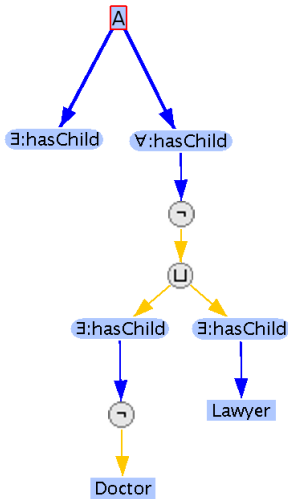 A
∃:hasChild ∀:hasChild
¬
⊔
∃:hasChild ∃:hasChild
¬ Lawyer
Doctor